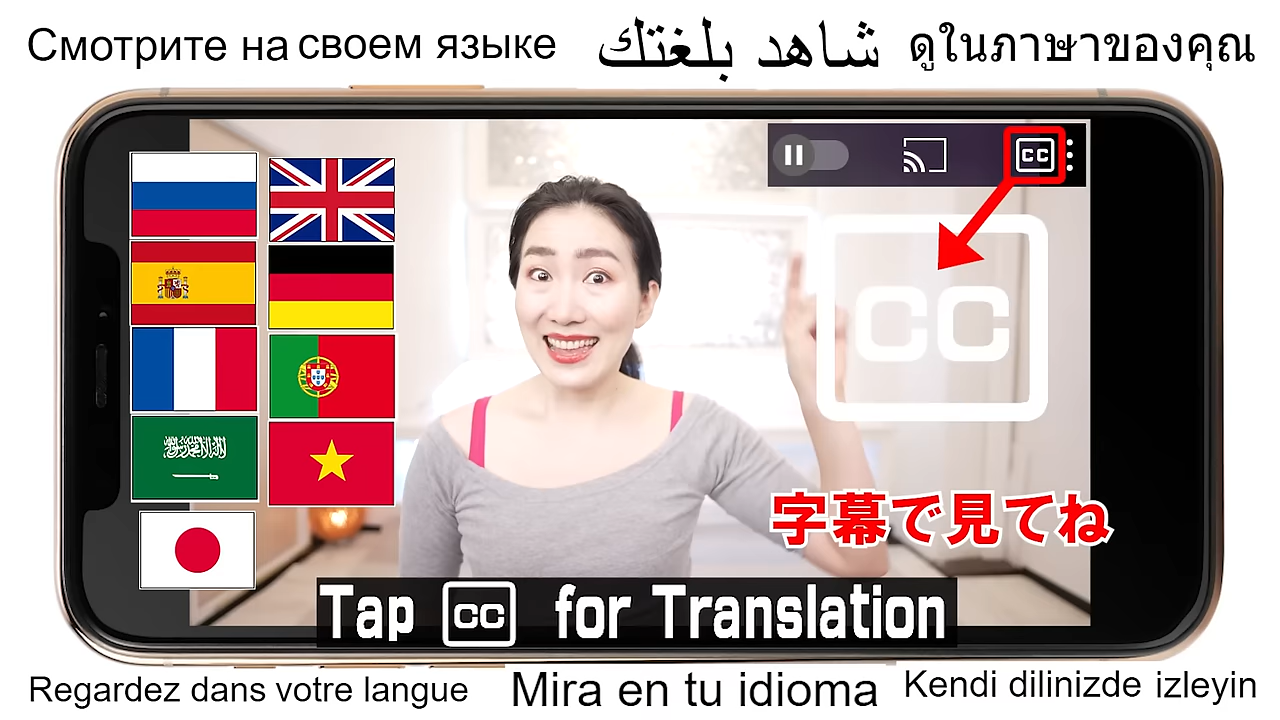 Смотрите на своем языке
شاهد بلغتك
ดูในภาษาของคุณ
CC
CC
字幕で見てね
Tap CC for Translation
Regardez dans votre langue
Mira en tu idioma
Kendi dilinizde izleyin